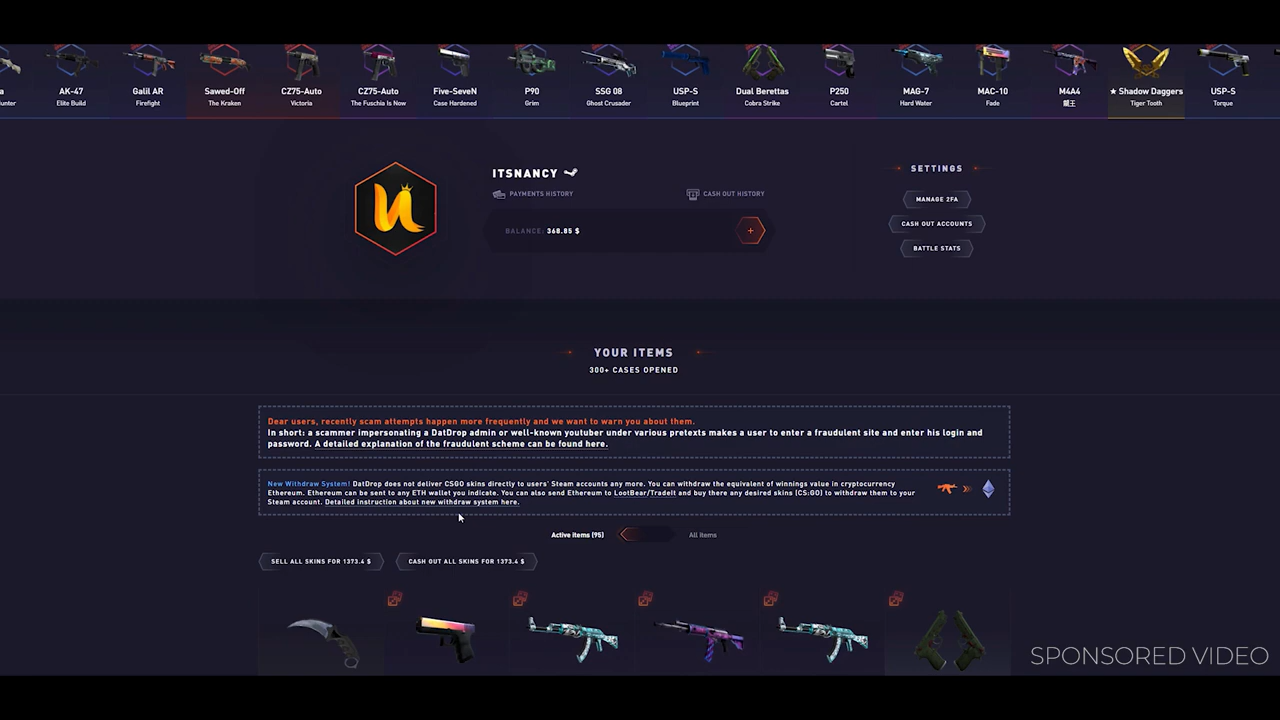 AK-47
Elite Build
Galil AR
Firefight
Sawed-Off
The Kraken
CZ75-Auto
Victoria
CZ75-Auto
The Fuschia Is Now
Five-SeveN
Case Hardened
P90
Grim
SSG 08
Ghost Crusader
USP-S
Blueprint
Dual Berettas
Cobra Strike
P250
Cartel
MAG-7
Hard Water
MAC-10
Fade
M4A4
龍王
★ Shadow Daggers
Tiger Tooth
USP-S
Torque
ITSNANCY
PAYMENTS HISTORY
CASH OUT HISTORY
BALANCE: 368.85 $
+
SETTINGS
MANAGE 2FA
CASH OUT ACCOUNTS
BATTLE STATS
YOUR ITEMS
300+ CASES OPENED
Dear users, recently scam attempts happen more frequently and we want to warn you about them.
In short: a scammer impersonating a DatDrop admin or well-known youtuber under various pretexts makes a user to enter a fraudulent site and enter his login and
password. A detailed explanation of the fraudulent scheme can be found here.
New Withdraw System! DatDrop does not deliver CSGO skins directly to users' Steam accounts any more. You can withdraw the equivalent of winnings value in cryptocurrency
Ethereum. Ethereum can be sent to any ETH wallet you indicate. You can also send Ethereum to LootBear/TradeIt and buy there any desired skins (CS:GO) to withdraw them to your
Steam account. Detailed instruction about new withdraw system here.
Active items (95)
All items
SELL ALL SKINS FOR 1373.4 $
CASH OUT ALL SKINS FOR 1373.4 $
SPONSORED VIDEO